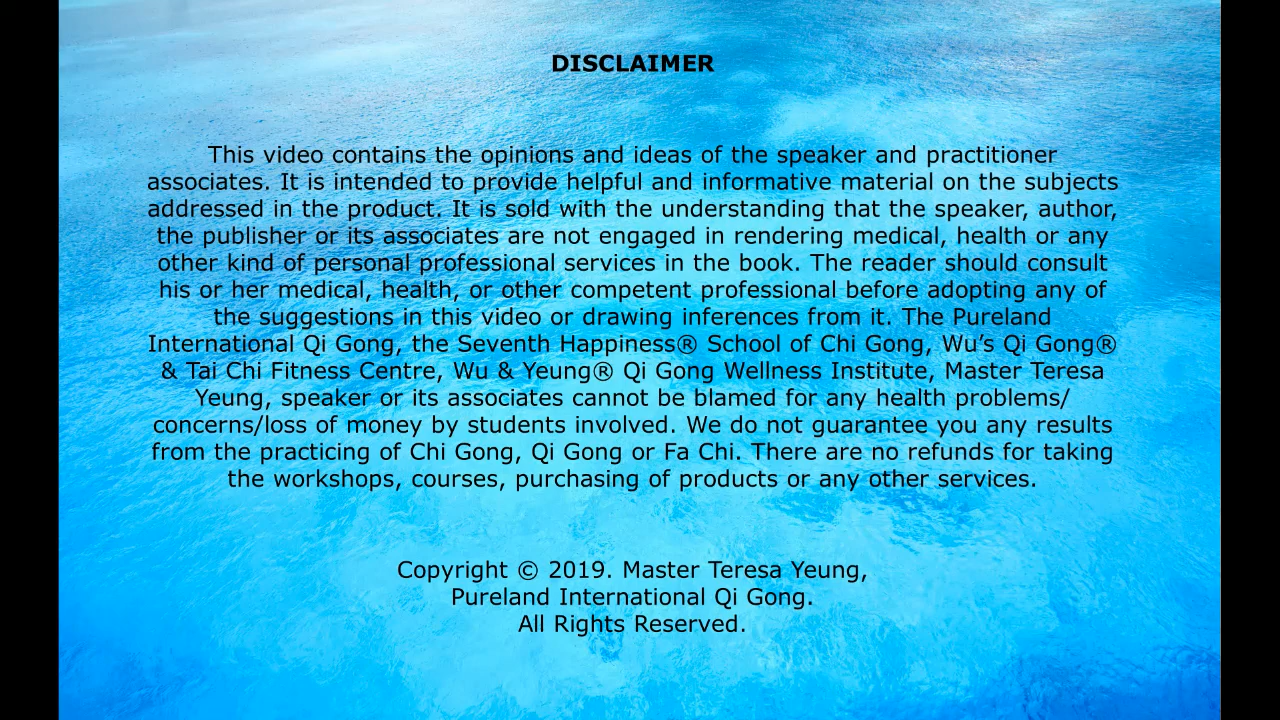 DISCLAIMER
This video contains the opinions and ideas of the speaker and practitioner
associates. It is intended to provide helpful and informative material on the subjects
addressed in the product. It is sold with the understanding that the speaker, author,
the publisher or its associates are not engaged in rendering medical, health or any
other kind of personal professional services in the book. The reader should consult
his or her medical, health, or other competent professional before adopting any of
the suggestions in this video or drawing inferences from it. The Pureland
International Qi Gong, the Seventh Happiness® School of Chi Gong, Wu’s Qi Gong®
& Tai Chi Fitness Centre, Wu & Yeung® Qi Gong Wellness Institute, Master Teresa
Yeung, speaker or its associates cannot be blamed for any health problems/
concerns/loss of money by students involved. We do not guarantee you any results
from the practicing of Chi Gong, Qi Gong or Fa Chi. There are no refunds for taking
the workshops, courses, purchasing of products or any other services.
Copyright © 2019. Master Teresa Yeung,
Pureland International Qi Gong.
All Rights Reserved.